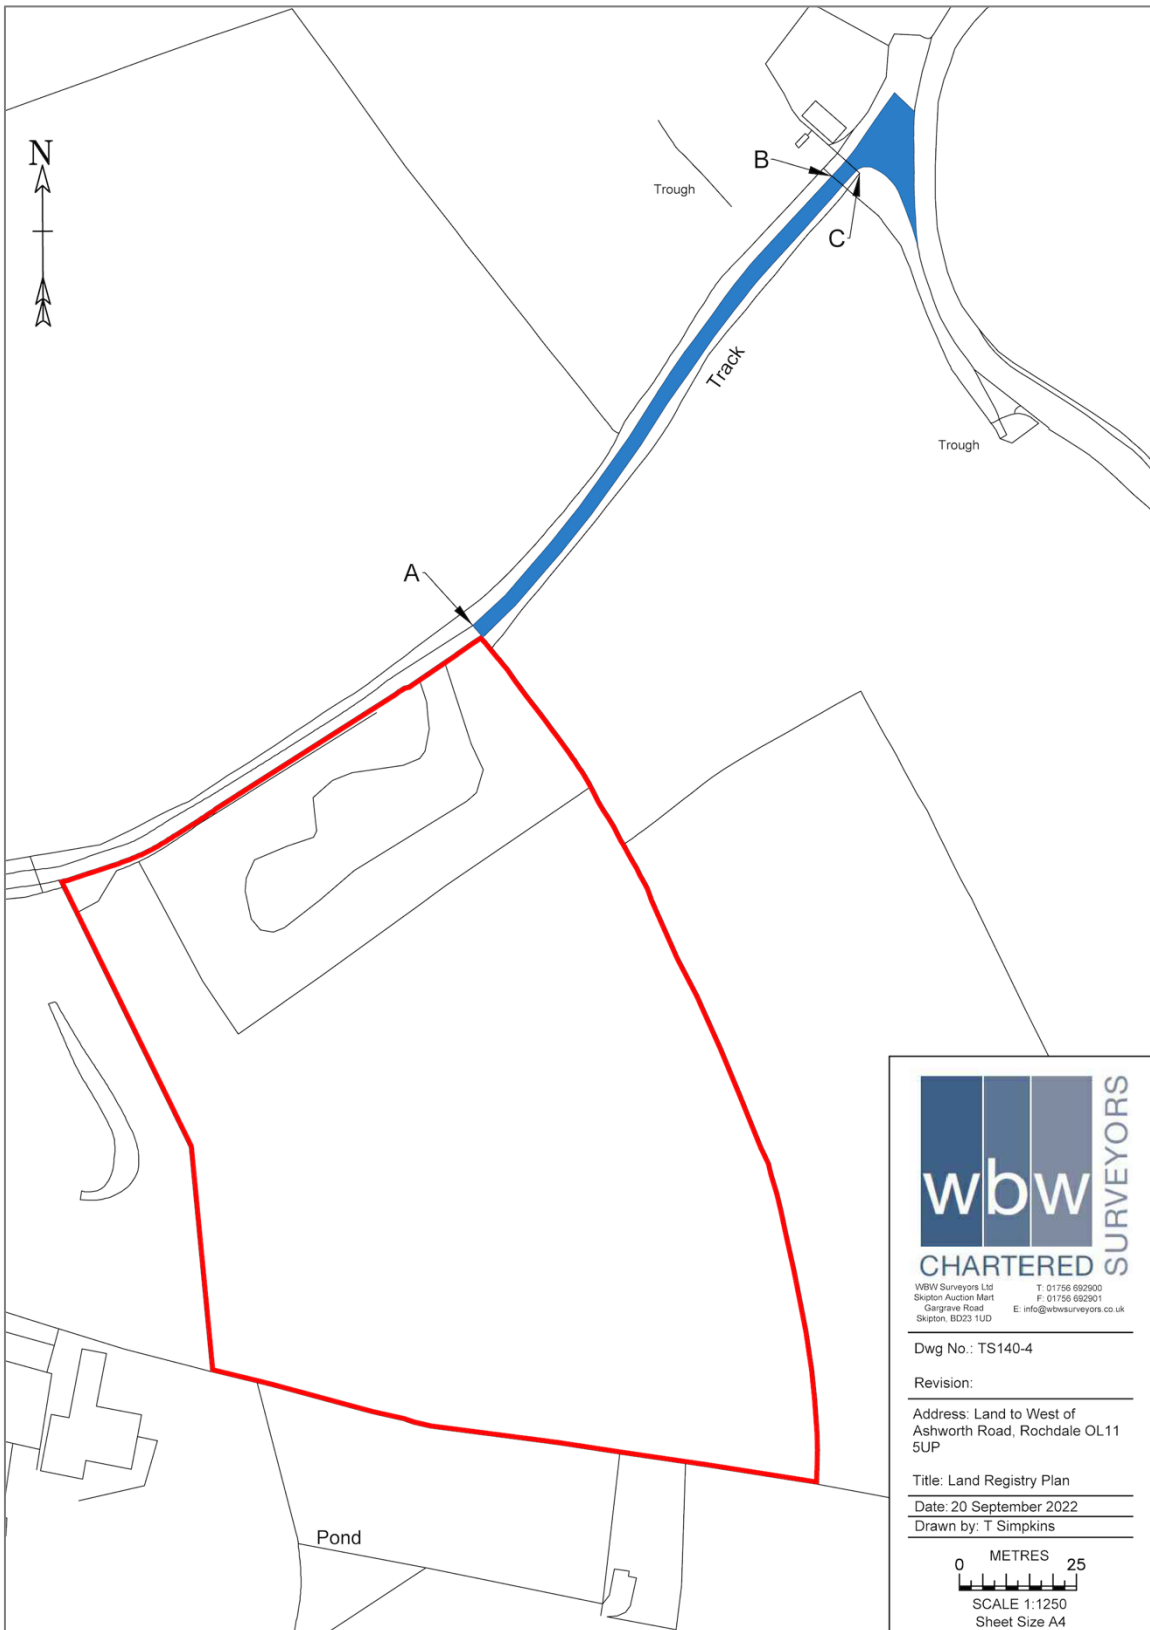 N
Trough
B
C
Track
Trough
A
Pond
wbw
CHARTERED
SURVEYORS
WBW Surveyors Ltd
Skipton Auction Mart
Gargrave Road
Skipton, BD23 1UD
T: 01756 692900
F: 01756 692901
E: info@wbwsurveyors.co.uk
Dwg No.: TS140-4
Revision:
Address: Land to West of
Ashworth Road, Rochdale OL11
5UP
Title: Land Registry Plan
Date: 20 September 2022
Drawn by: T Simpkins
METRES
0 25
SCALE 1:1250
Sheet Size A4